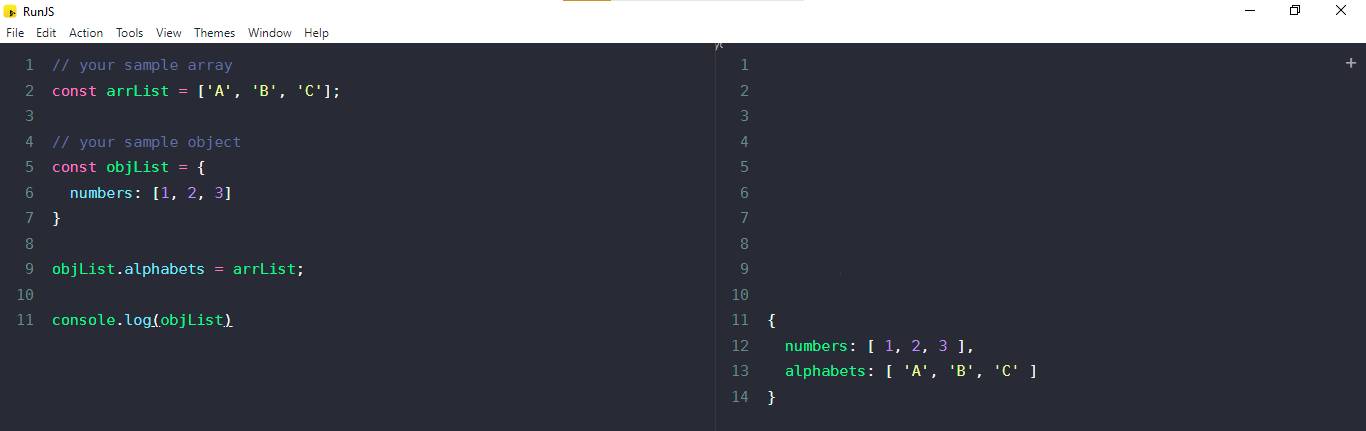 RunJS
File Edit Action Tools View Themes Window Help
1 // your sample array
2 const arrList = ['A', 'B', 'C'];
3
4 // your sample object
5 const objList = {
6 numbers: [1, 2, 3]
7 }
8
9 objList.alphabets = arrList;
10
11 console.log(objList)
1
2
3
4
5
6
7
8
9
10
11 {
12 numbers: [ 1, 2, 3 ],
13 alphabets: [ 'A', 'B', 'C' ]
14 }